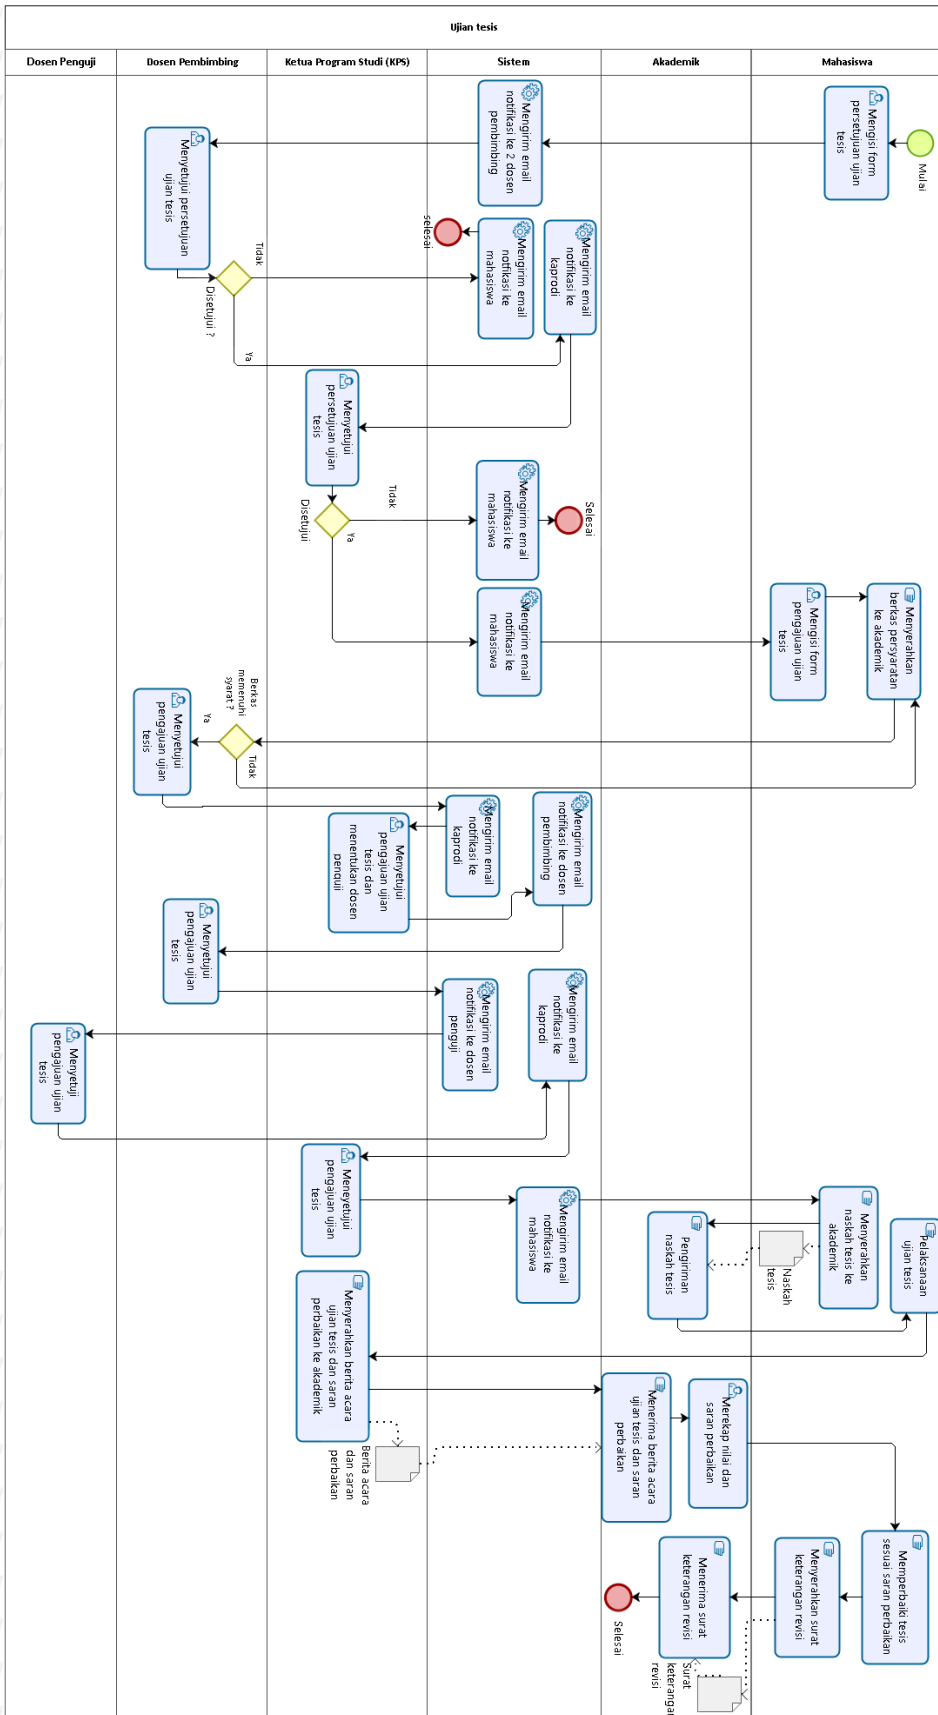 Ujian tesis
Dosen Penguji
Dosen Pembimbing
Ketua Program Studi (KPS)
Sistem
Akademik
Mahasiswa
Mulai
Mengisi form
persetujuan ujian
tesis
Mengirim email
notifikasi ke 2 dosen
pembimbing
Menyetujui persetujuan
ujian tesis
Disetujui ?
Tidak
Ya
Mengirim email
notfikasi ke
mahasiswa
selesai
Mengirim email
notifikasi ke
kaprodi
Menyetujui
persetujuan ujian
tesis
Disetujui
Tidak
Ya
Mengirim email
notifikasi ke
mahasiswa
Selesai
Mengirim email
notifikasi ke
mahasiswa
Mengisi form
pengajuan ujian
tesis
Menyerahkan
berkas persyaratan
ke akademik
Berkas
memenuhi
syarat ?
Ya
Tidak
Menyetujui
pengajuan ujian
tesis
Mengirim email
notifikasi ke
kaprodi
Menyetujui
pengajuan ujian
tesis dan
menentukan dosen
penguji
Mengirim email
notifikasi ke dosen
pembimbing
Menyetujui
pengajuan ujian
tesis
Mengirim email
notifikasi ke dosen
penguji
Menyetuji
pengajuan ujian
tesis
Mengirim email
notifikasi ke
kaprodi
Meneyetujui
pengajuan ujian
tesis
Mengirim email
notifikasi ke
mahasiswa
Menyerahkan
naskah tesis ke
akademik
Naskah
tesis
Pengiriman
naskah tesis
Pelaksanaan
ujian tesis
Menyerahkan berita acara
ujian tesis dan saran
perbaikan ke akademik
Berita acara
dan saran
perbaikan
Menerima berita acara
ujian tesis dan saran
perbaikan
Merekap nilai dan
saran perbaikan
Memperbaiki tesis
sesuai saran perbaikan
Menyerahkan surat
keterangan revisi
Surat
keterangan
revisi
Menerima surat
keterangan revisi
Selesai